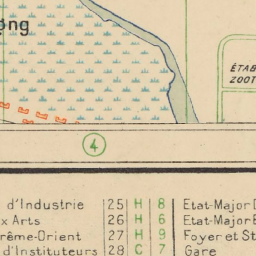 ộng
ÉTAB
ZOOT
4
d'Industrie 25 H 8 Etat-Major D
x Arts 26 H 6 Etat-Major
rême-Orient 27 H 9 Foyer et St
d'Instituteurs 28 C 7 Gare